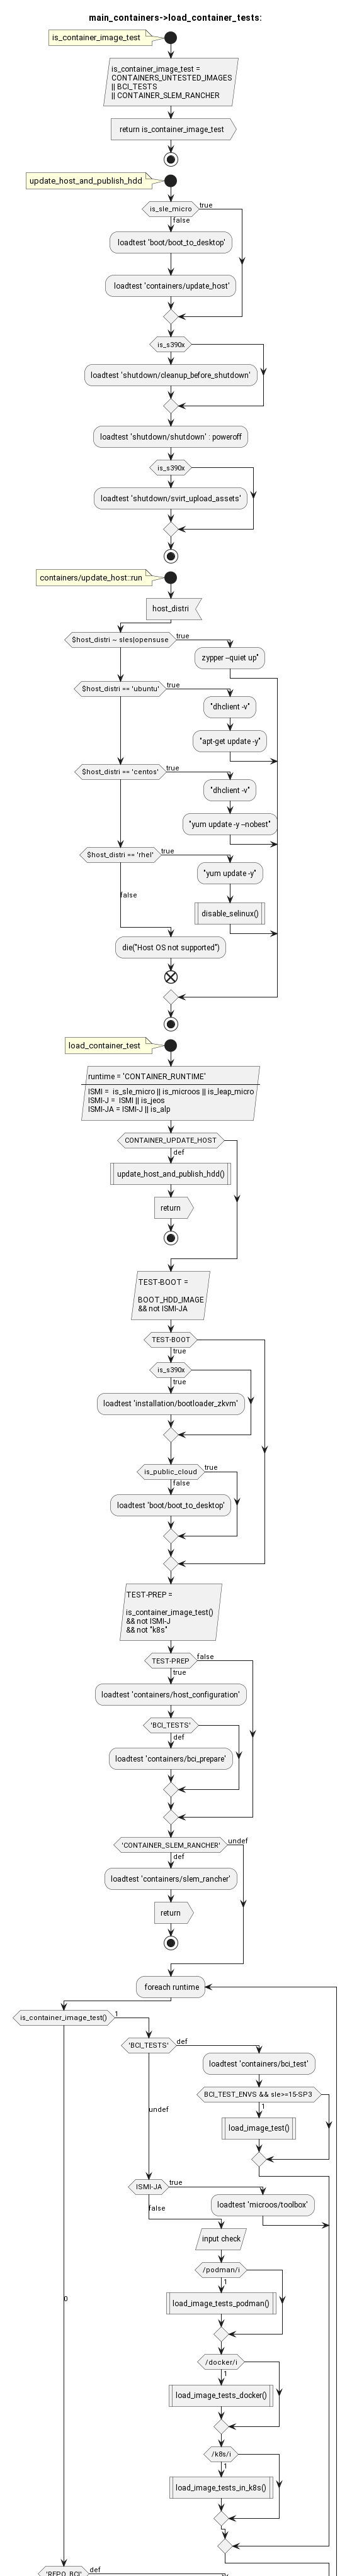 main_containers->load_container_tests:
is_container_image_test
is_container_image_test =
CONTAINERS_UNTESTED_IMAGES
|| BCI_TESTS
|| CONTAINER_SLEM_RANCHER
return is_container_image_test
update_host_and_publish_hdd
is_sle_micro
true
false
loadtest 'boot/boot_to_desktop'
loadtest 'containers/update_host'
is_s390x
loadtest 'shutdown/cleanup_before_shutdown'
loadtest 'shutdown/shutdown' : poweroff
is_s390x
loadtest 'shutdown/svirt_upload_assets'
containers/update_host::run
host_distri
$host_distri ~ sles|opensuse
true
zypper –quiet up"
$host_distri == 'ubuntu'
true
"dhclient -v"
"apt-get update -y"
$host_distri == 'centos'
true
"dhclient -v"
"yum update -y –nobest"
$host_distri == 'rhel'
true
"yum update -y"
false
disable_selinux()
die("Host OS not supported")
load_container_test
runtime = 'CONTAINER_RUNTIME'
ISMI = is_sle_micro || is_microos || is_leap_micro
ISMI-J = ISMI || is_jeos
ISMI-JA = ISMI-J || is_alp
CONTAINER_UPDATE_HOST
def
update_host_and_publish_hdd()
return
TEST-BOOT =
BOOT_HDD_IMAGE
&& not ISMI-JA
TEST-BOOT
true
is_s390x
true
loadtest 'installation/bootloader_zkvm'
is_public_cloud
true
false
loadtest 'boot/boot_to_desktop'
TEST-PREP =
is_container_image_test()
&& not ISMI-J
&& not "k8s"
TEST-PREP
false
true
loadtest 'containers/host_configuration'
'BCI_TESTS'
def
loadtest 'containers/bci_prepare'
'CONTAINER_SLEM_RANCHER'
undef
def
loadtest 'containers/slem_rancher'
return
foreach runtime
is_container_image_test()
1
'BCI_TESTS'
def
loadtest 'containers/bci_test'
BCI_TEST_ENVS && sle>=15-SP3
1
undef
load_image_test()
ISMI-JA
true
false
loadtest 'microos/toolbox'
input check
/podman/i
1
0
load_image_tests_podman()
/docker/i
1
load_image_tests_docker()
/k8s/i
1
load_image_tests_in_k8s()
'REPO_BCI'
def